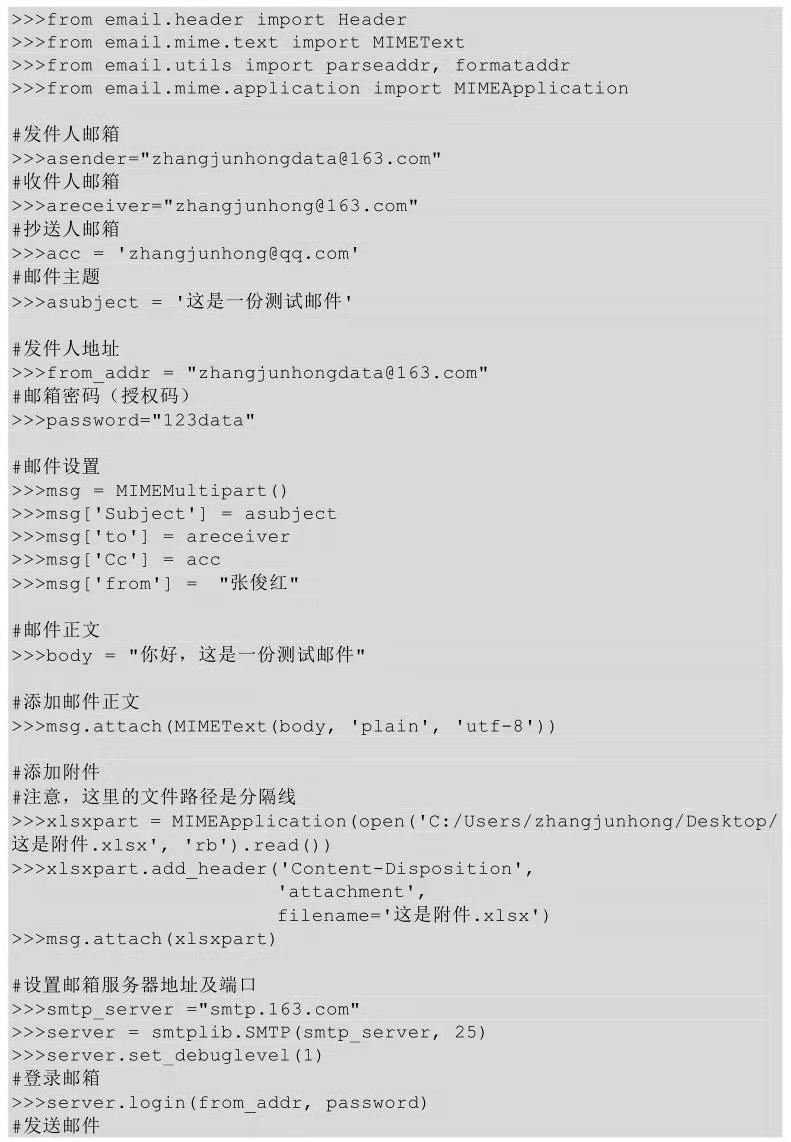 >>>from email.header import Header
>>>from email.mime.text import MIMEText
>>>from email.utils import parseaddr, formataddr
>>>from email.mime.application import MIMEApplication
#发件人邮箱
>>>asender="zhangjunhongdata@163.com"
#收件人邮箱
>>>areceiver="zhangjunhong@163.com"
#抄送人邮箱
>>>acc = 'zhangjunhong@qq.com'
#邮件主题
>>>asubject = '这是一份测试邮件'
#发件人地址
>>>from_addr = "zhangjunhongdata@163.com"
#邮箱密码（授权码）
>>>password="123data"
#邮件设置
>>>msg = MIMEMultipart()
>>>msg['Subject'] = asubject
>>>msg['to'] = areceiver
>>>msg['Cc'] = acc
>>>msg['from'] =  "张俊红"
#邮件正文
>>>body = "你好，这是一份测试邮件"
#添加邮件正文
>>>msg.attach(MIMEText(body, 'plain', 'utf-8'))
#添加附件
#注意，这里的文件路径是分隔线
>>>xlsxpart = MIMEApplication(open('C:/Users/zhangjunhong/Desktop/
这是附件.xlsx', 'rb').read())
>>>xlsxpart.add_header('Content-Disposition',
'attachment',
filename='这是附件.xlsx')
>>>msg.attach(xlsxpart)
#设置邮箱服务器地址及端口
>>>smtp_server ="smtp.163.com"
>>>server = smtplib.SMTP(smtp_server, 25)
>>>server.set_debuglevel(1)
#登录邮箱
>>>server.login(from_addr, password)
#发送邮件